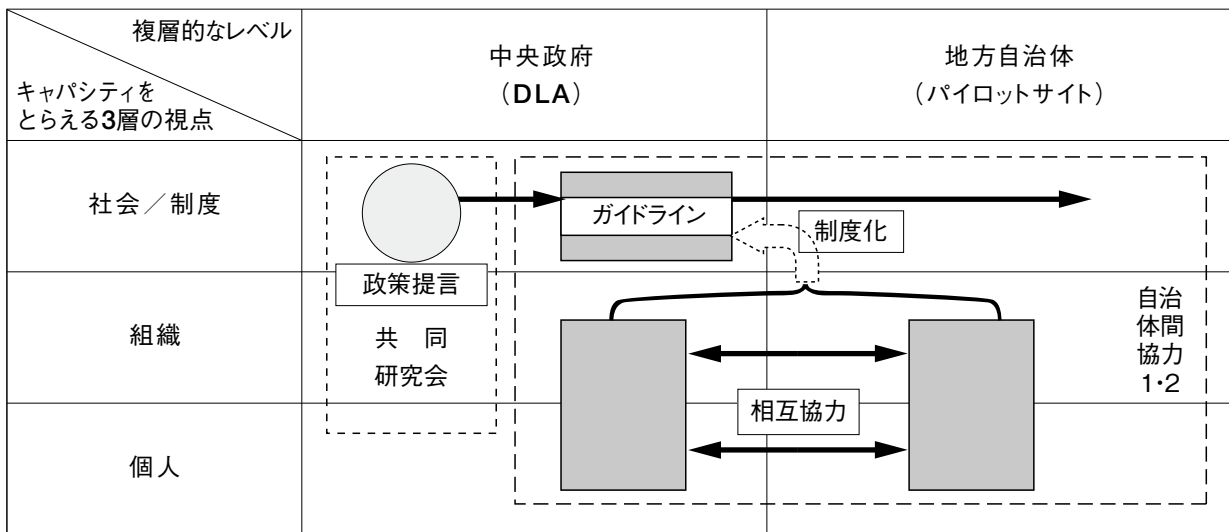 複層的なレベル
キャパシティを
とらえる3層の視点
中央政府
（DLA）
地方自治体
（パイロットサイト）
社会／制度
ガイドライン
制度化
政策提言
組織
共　同
研究会
自治
体間
協力
1・2
相互協力
個人